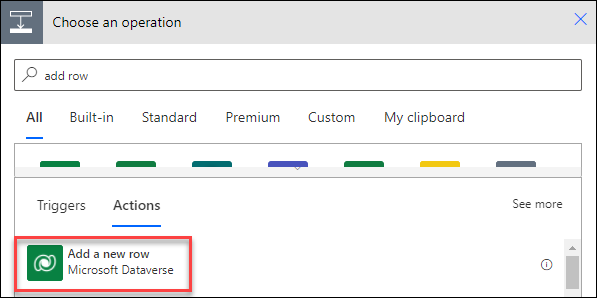 Choose an operation
add row
All Built-in Standard Premium Custom My clipboard
Triggers Actions See more
Add a new row
Microsoft Dataverse